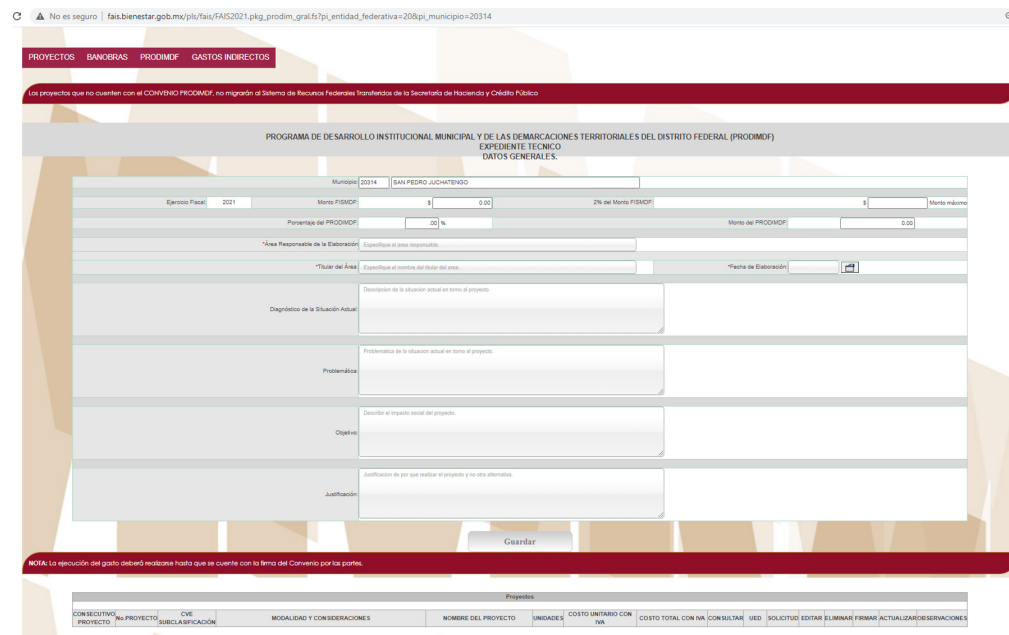 No es seguro | fais.bienestar.gob.mx/pls/fais/FAIS2021.pkg_prodim_gral.fs?pi_entidad_federativa=20&pi_municipio=20314
PROYECTOS BANOBRAS PRODIMDF GASTOS INDIRECTOS
Los proyectos que no cuenten con el CONVENIO PRODIMDF, no migrarán al Sistema de Recursos Federales Transferidos de la Secretaría de Hacienda y Crédito Público
PROGRAMA DE DESARROLLO INSTITUCIONAL MUNICIPAL Y DE LAS DEMARCACIONES TERRITORIALES DEL DISTRITO FEDERAL (PRODIMDF)
EXPEDIENTE TECNICO
DATOS GENERALES.
Municipio: 20314 SAN PEDRO JUCHATENGO
Ejercicio Fiscal: 2021 Monto FISMDF: $ 0.00 2% del Monto FISMDF: $ Monto máximo
Porcentaje del PRODIMDF: .00 % Monto del PRODIMDF: 0.00
*Área Responsable de la Elaboración Especifique el area responsable.
*Titular del Área: Especifique el nombre del titular del area. *Fecha de Elaboración:
Diagnóstico de la Situación Actual: Descripcion de la situacion actual en torno al proyecto.
Problemática: Problematica de la situacion actual en torno al proyecto.
Objetivo: Describir el impacto social del proyecto.
Justificación: Justificacion de por que realizar el proyecto y no otra alternativa.
Guardar
NOTA: La ejecución del gasto deberá realizarse hasta que se cuente con la firma del Convenio por las partes.
Proyectos
CONSECUTIVO PROYECTO No.PROYECTO CVE SUBCLASIFICACIÓN MODALIDAD Y CONSIDERACIONES NOMBRE DEL PROYECTO UNIDADES COSTO UNITARIO CON IVA COSTO TOTAL CON IVA CONSULTAR UED SOLICITUD EDITAR ELIMINAR FIRMAR ACTUALIZAR OBSERVACIONES